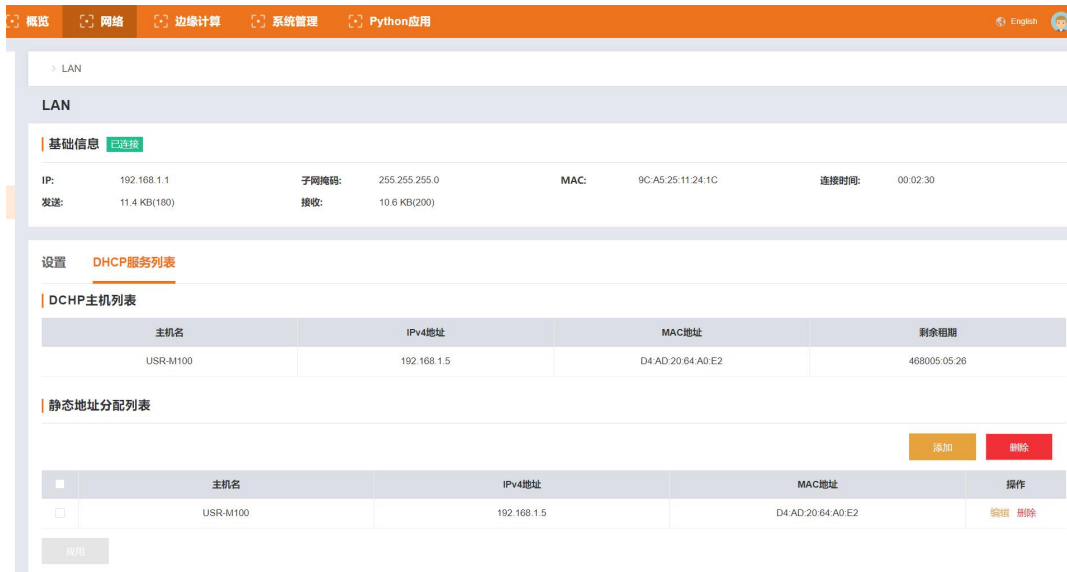 概览 网络 边缘计算 系统管理 Python应用 English
> LAN
LAN
基础信息 已连接
IP: 192.168.1.1 子网掩码: 255.255.255.0 MAC: 9C:A5:25:11:24:1C 连接时间: 00:02:30
发送: 11.4 KB(180) 接收: 10.6 KB(200)
设置 DHCP服务列表
DCHP主机列表
主机名 IPv4地址 MAC地址 剩余租期
USR-M100 192.168.1.5 D4:AD:20:64:A0:E2 468005:05:26
静态地址分配列表
添加 删除
主机名 IPv4地址 MAC地址 操作
USR-M100 192.168.1.5 D4:AD:20:64:A0:E2 编辑 删除
应用